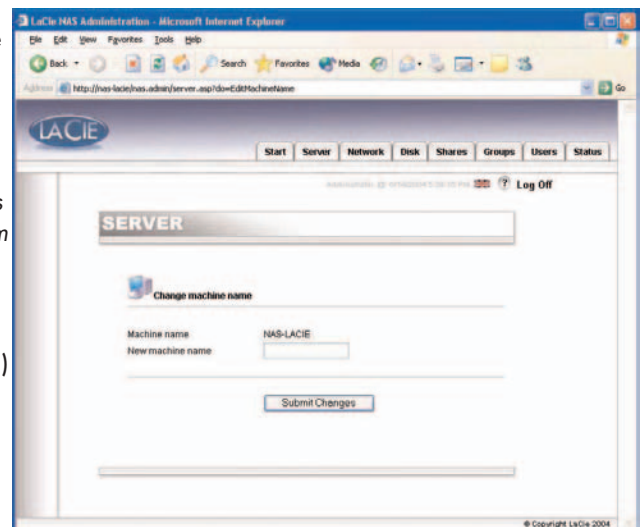 LaCie NAS Administration - Microsoft Internet Explorer
File Edit View Favorites Tools Help
Back Search Favorites Media
Address http://nas-lacie/nas.admin/server.asp?do=EditMachineName Go
LACIE
Start Server Network Disk Shares Groups Users Status
Log Off
SERVER
Change machine name
Machine name NAS-LACIE
New machine name
Submit Changes
© Copyright LaCie 2004